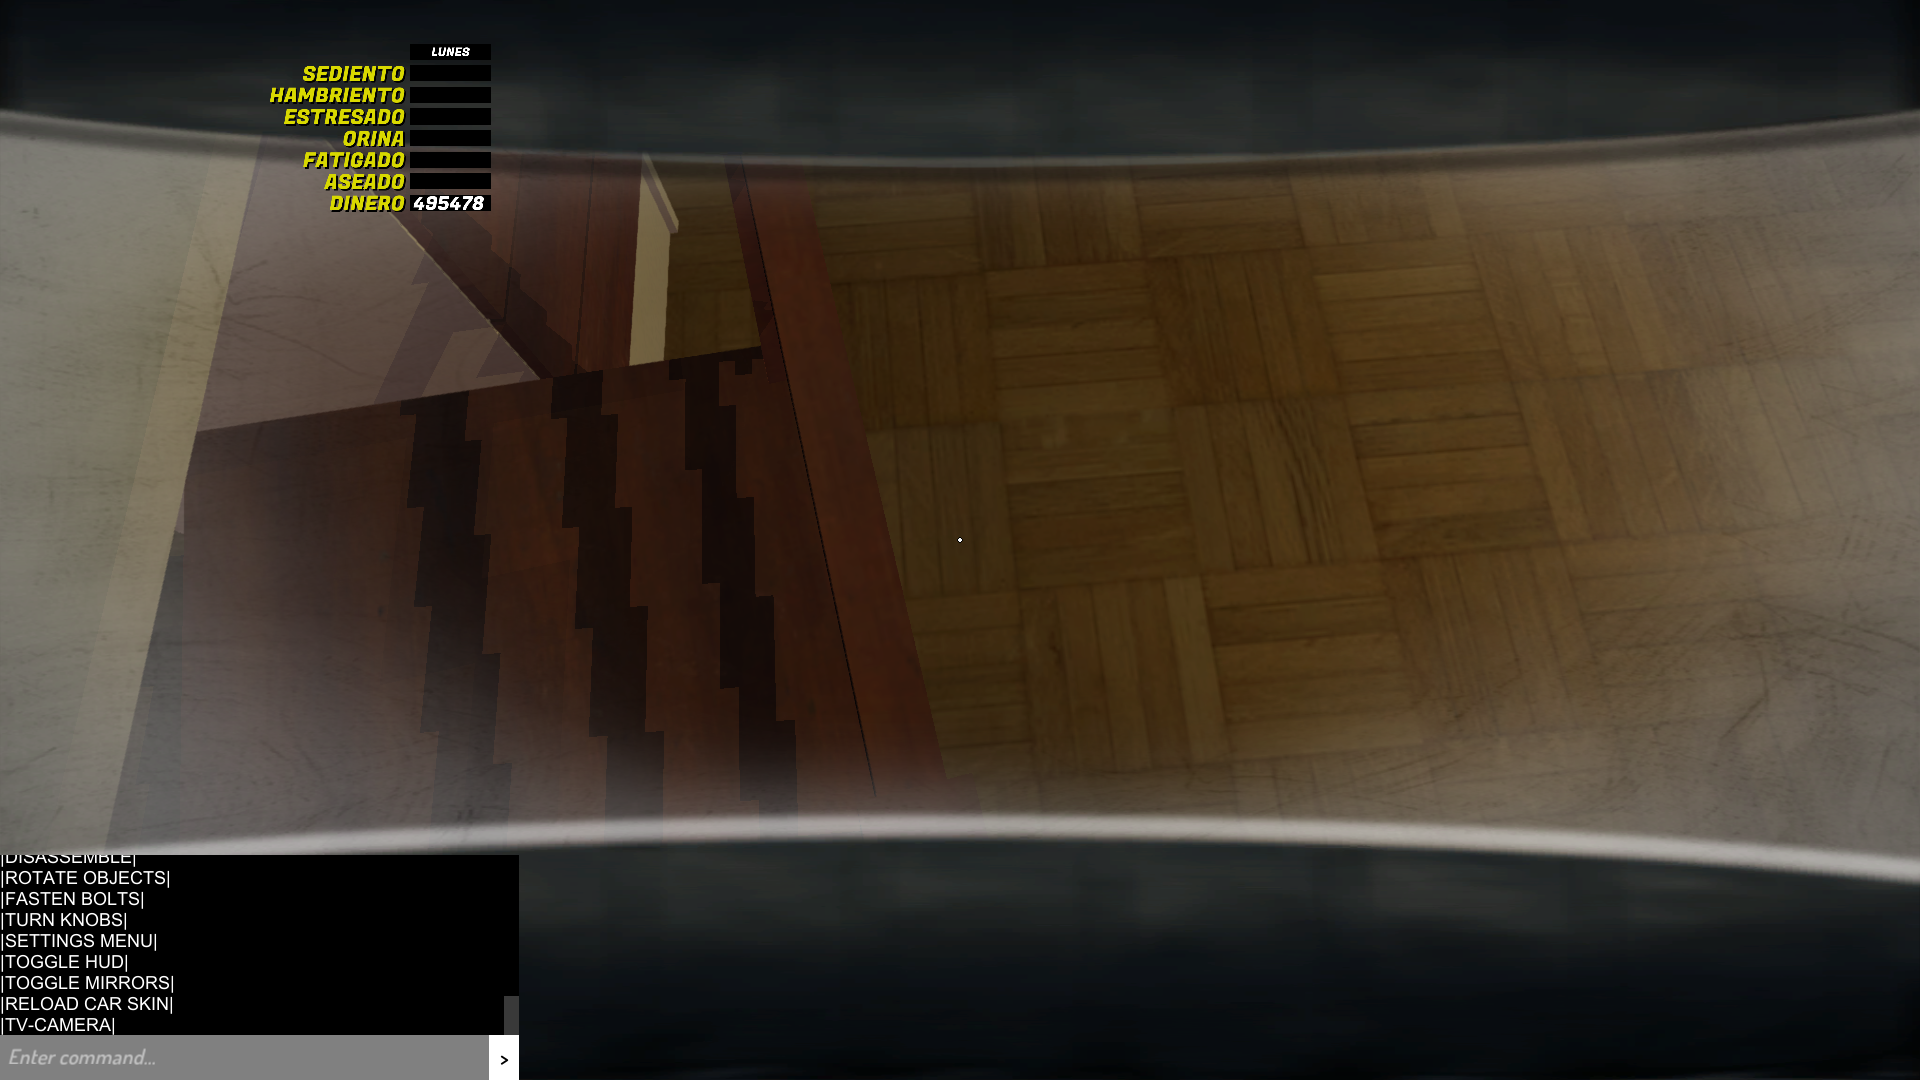 LUNES
SEDIENTO
HAMBRIENTO
ESTRESADO
ORINA
FATIGADO
ASEADO
DINERO 495478
|DISASSEMBLE|
|ROTATE OBJECTS|
|FASTEN BOLTS|
|TURN KNOBS|
|SETTINGS MENU|
|TOGGLE HUD|
|TOGGLE MIRRORS|
|RELOAD CAR SKIN|
|TV-CAMERA|
Enter command... >